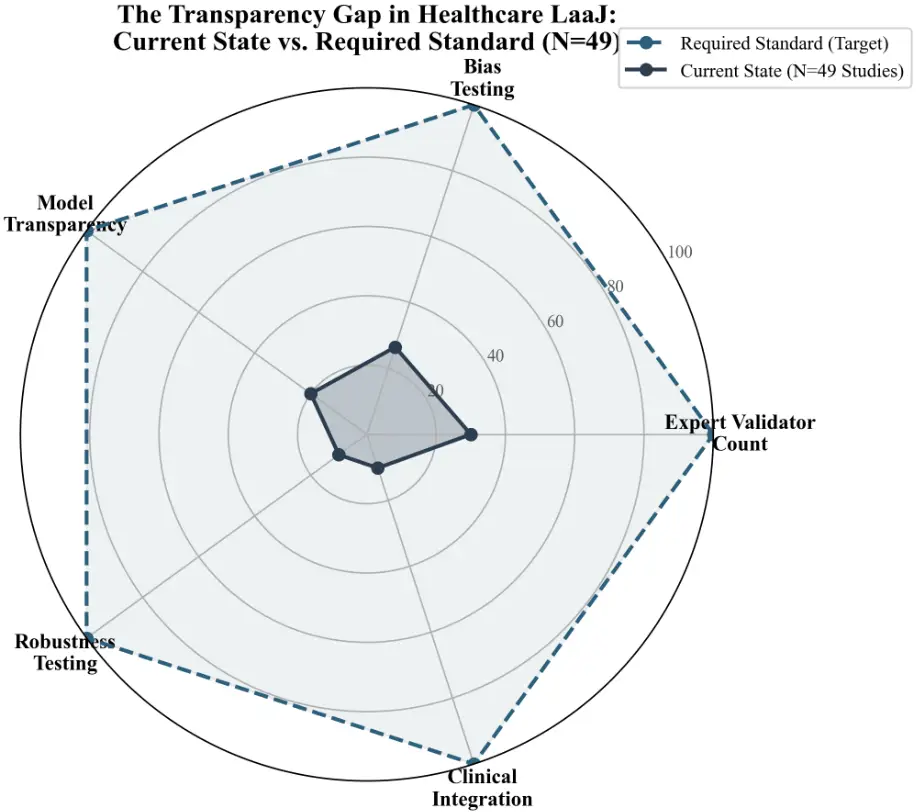 The Transparency Gap in Healthcare LaaJ:
Current State vs. Required Standard (N=49)
Required Standard (Target)
Current State (N=49 Studies)
Bias
Testing
Model
Transparency
100
80
60
40
20
Expert Validator
Count
Robustness
Testing
Clinical
Integration